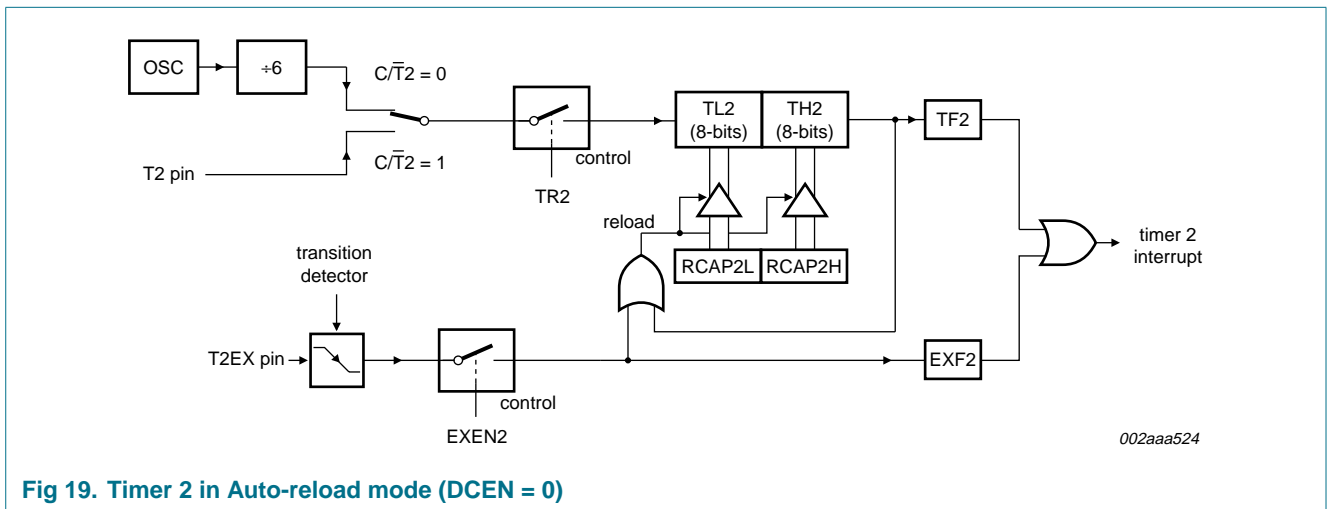 OSC
÷6
C/T̅2 = 0
T2 pin
C/T̅2 = 1
TR2
control
TL2
(8-bits)
TH2
(8-bits)
TF2
reload
RCAP2L
RCAP2H
timer 2
interrupt
transition
detector
T2EX pin
control
EXEN2
EXF2
002aaa524
Fig 19. Timer 2 in Auto-reload mode (DCEN = 0)